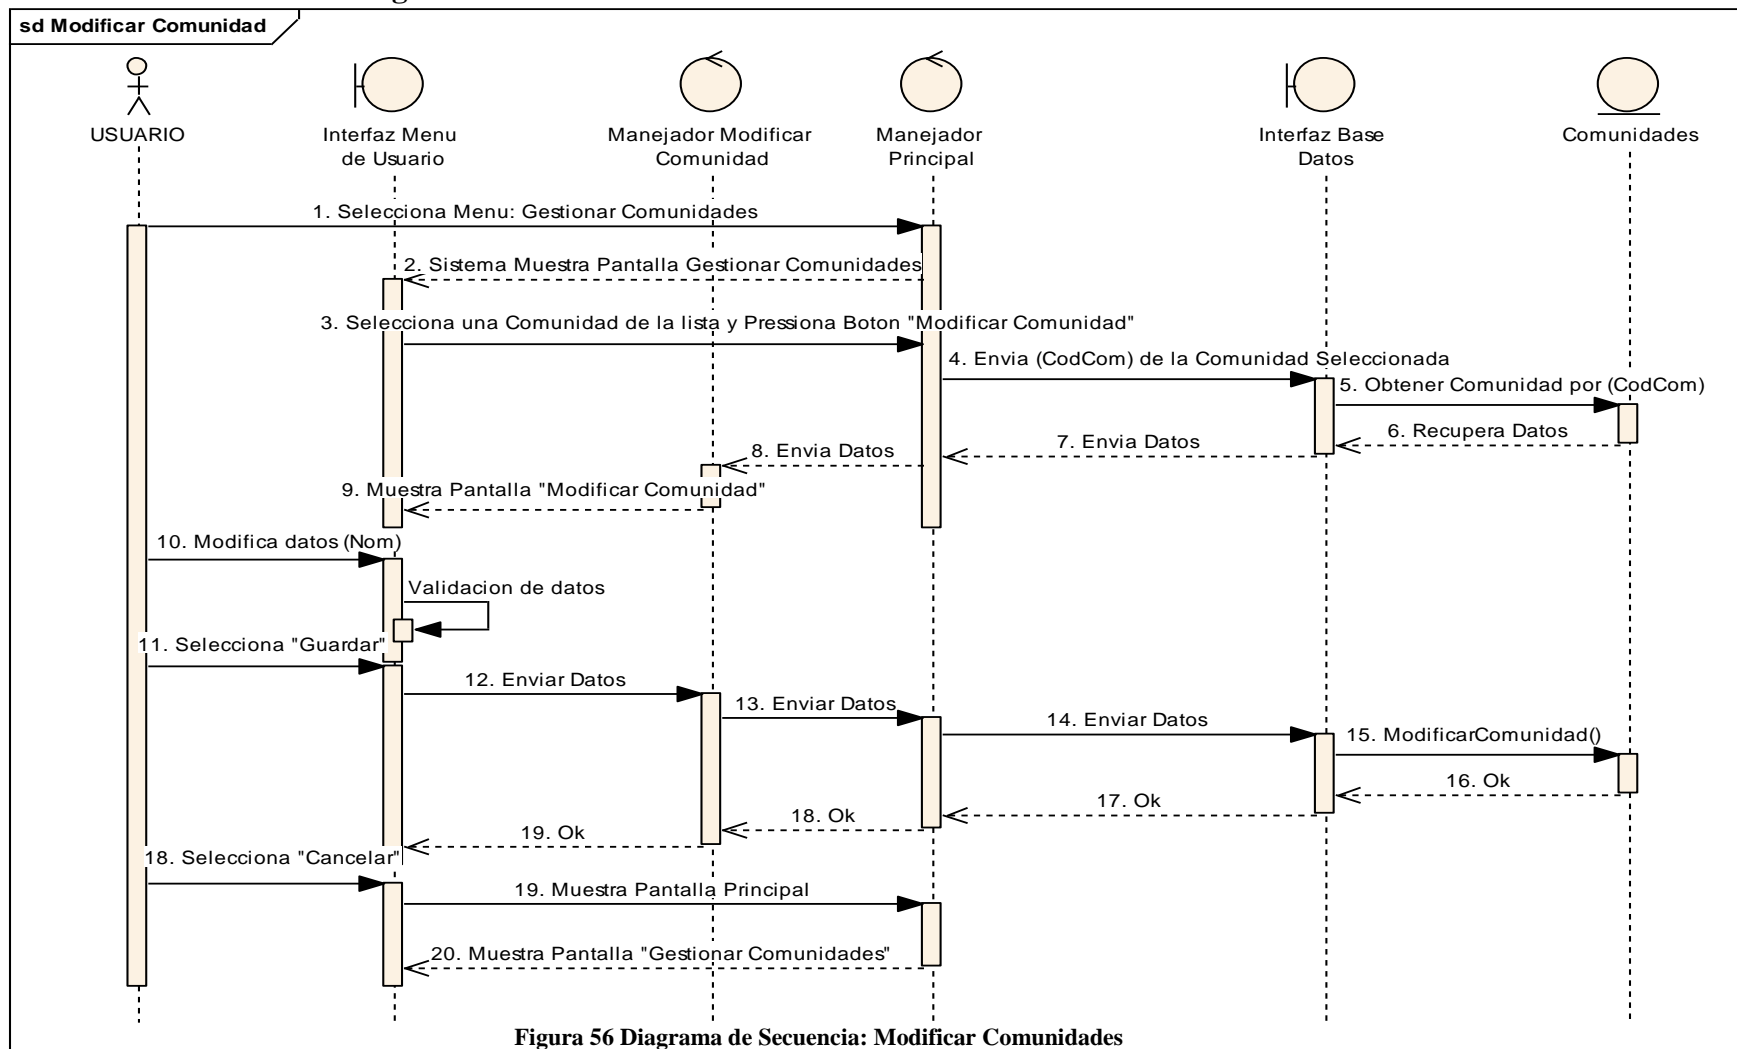 sd Modificar Comunidad
USUARIO
Interfaz Menu
de Usuario
Manejador Modificar
Comunidad
Manejador
Principal
Interfaz Base
Datos
Comunidades
1. Selecciona Menu: Gestionar Comunidades
2. Sistema Muestra Pantalla Gestionar Comunidades
3. Selecciona una Comunidad de la lista y Pressiona Boton "Modificar Comunidad"
4. Envia (CodCom) de la Comunidad Seleccionada
5. Obtener Comunidad por (CodCom)
6. Recupera Datos
7. Envia Datos
8. Envia Datos
9. Muestra Pantalla "Modificar Comunidad"
10. Modifica datos (Nom)
Validacion de datos
11. Selecciona "Guardar"
12. Enviar Datos
13. Enviar Datos
14. Enviar Datos
15. ModificarComunidad()
16. Ok
17. Ok
18. Ok
19. Ok
18. Selecciona "Cancelar"
19. Muestra Pantalla Principal
20. Muestra Pantalla "Gestionar Comunidades"
Figura 56 Diagrama de Secuencia: Modificar Comunidades